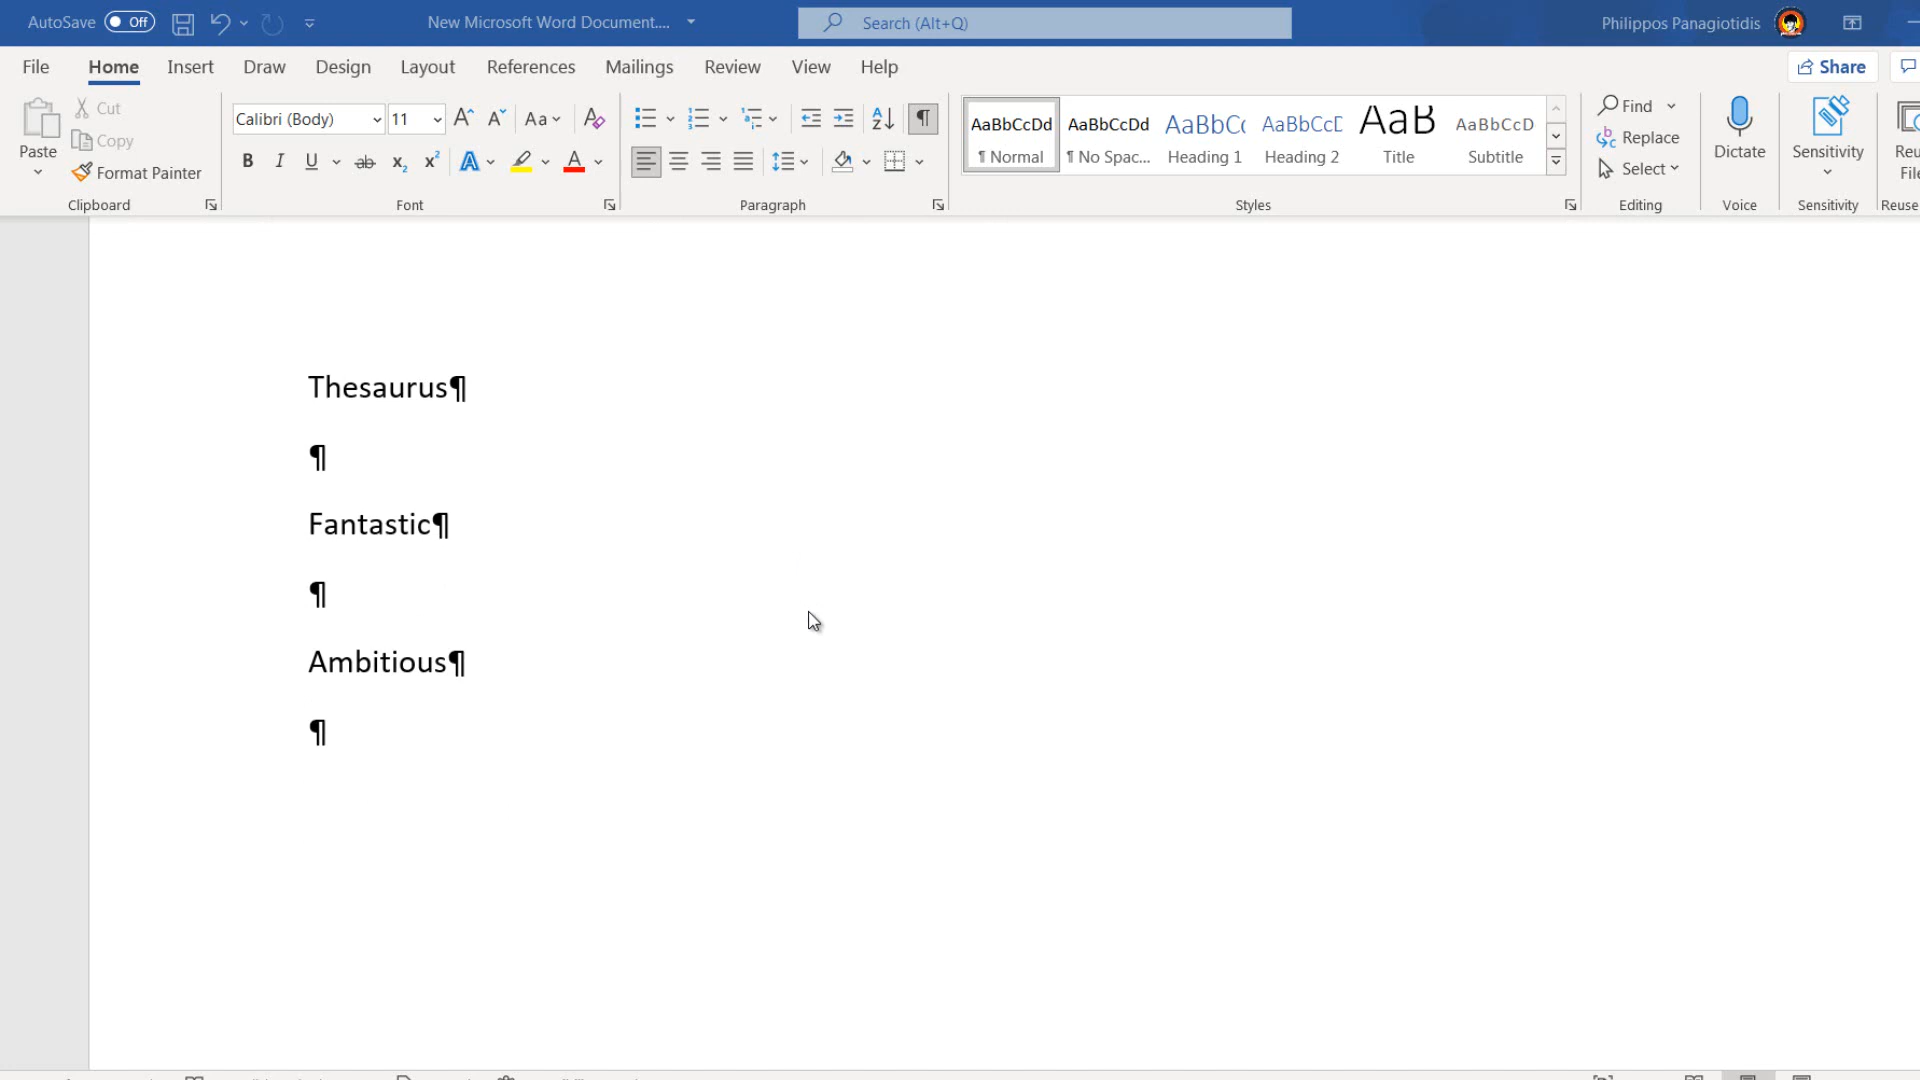 AutoSave Off New Microsoft Word Document.... Search (Alt+Q) Philippos Panagiotidis
File Home Insert Draw Design Layout References Mailings Review View Help Share
Paste Cut Copy Format Painter
Clipboard
Calibri (Body) 11
Font
Paragraph
AaBbCcDd AaBbCcDd AaBbC AaBbCcD AaB AaBbCcD
¶ Normal ¶ No Spac... Heading 1 Heading 2 Title Subtitle
Styles
Find
Replace
Select
Editing
Dictate
Voice
Sensitivity
Sensitivity
Reuse
Thesaurus¶
¶
Fantastic¶
¶
Ambitious¶
¶